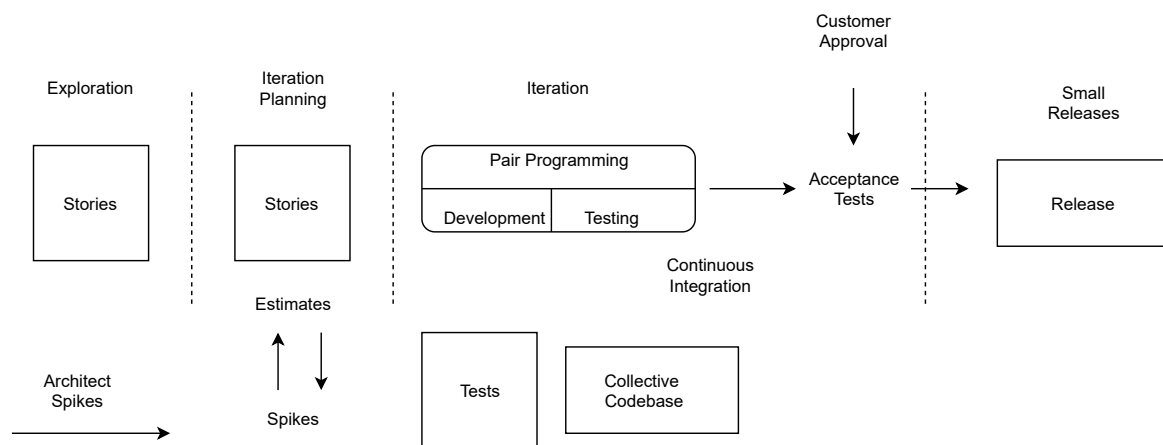 Customer
Approval
Exploration
Iteration
Planning
Iteration
Small
Releases
Stories
Stories
Pair Programming
Development
Testing
Acceptance
Tests
Release
Continuous
Integration
Estimates
Architect
Spikes
Spikes
Tests
Collective
Codebase